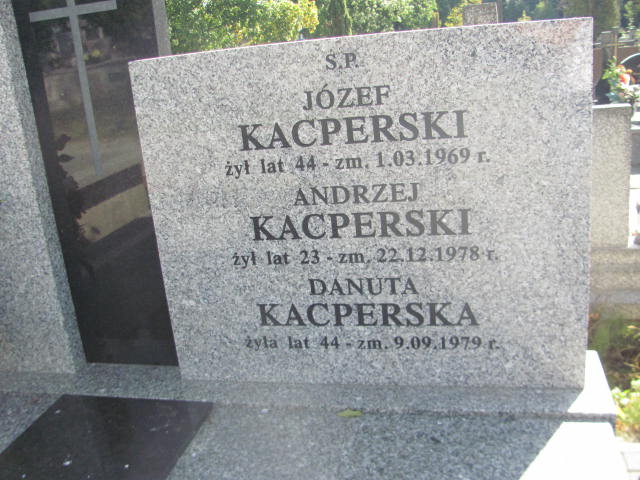 S.P.
JÓZEF
KACPERSKI
żył lat 44 - zm. 1.03.1969 r.
ANDRZEJ
KACPERSKI
żył lat 23 - zm. 22.12.1978 r.
DANUTA
KACPERSKA
żyła lat 44 - zm. 9.09.1979 r.